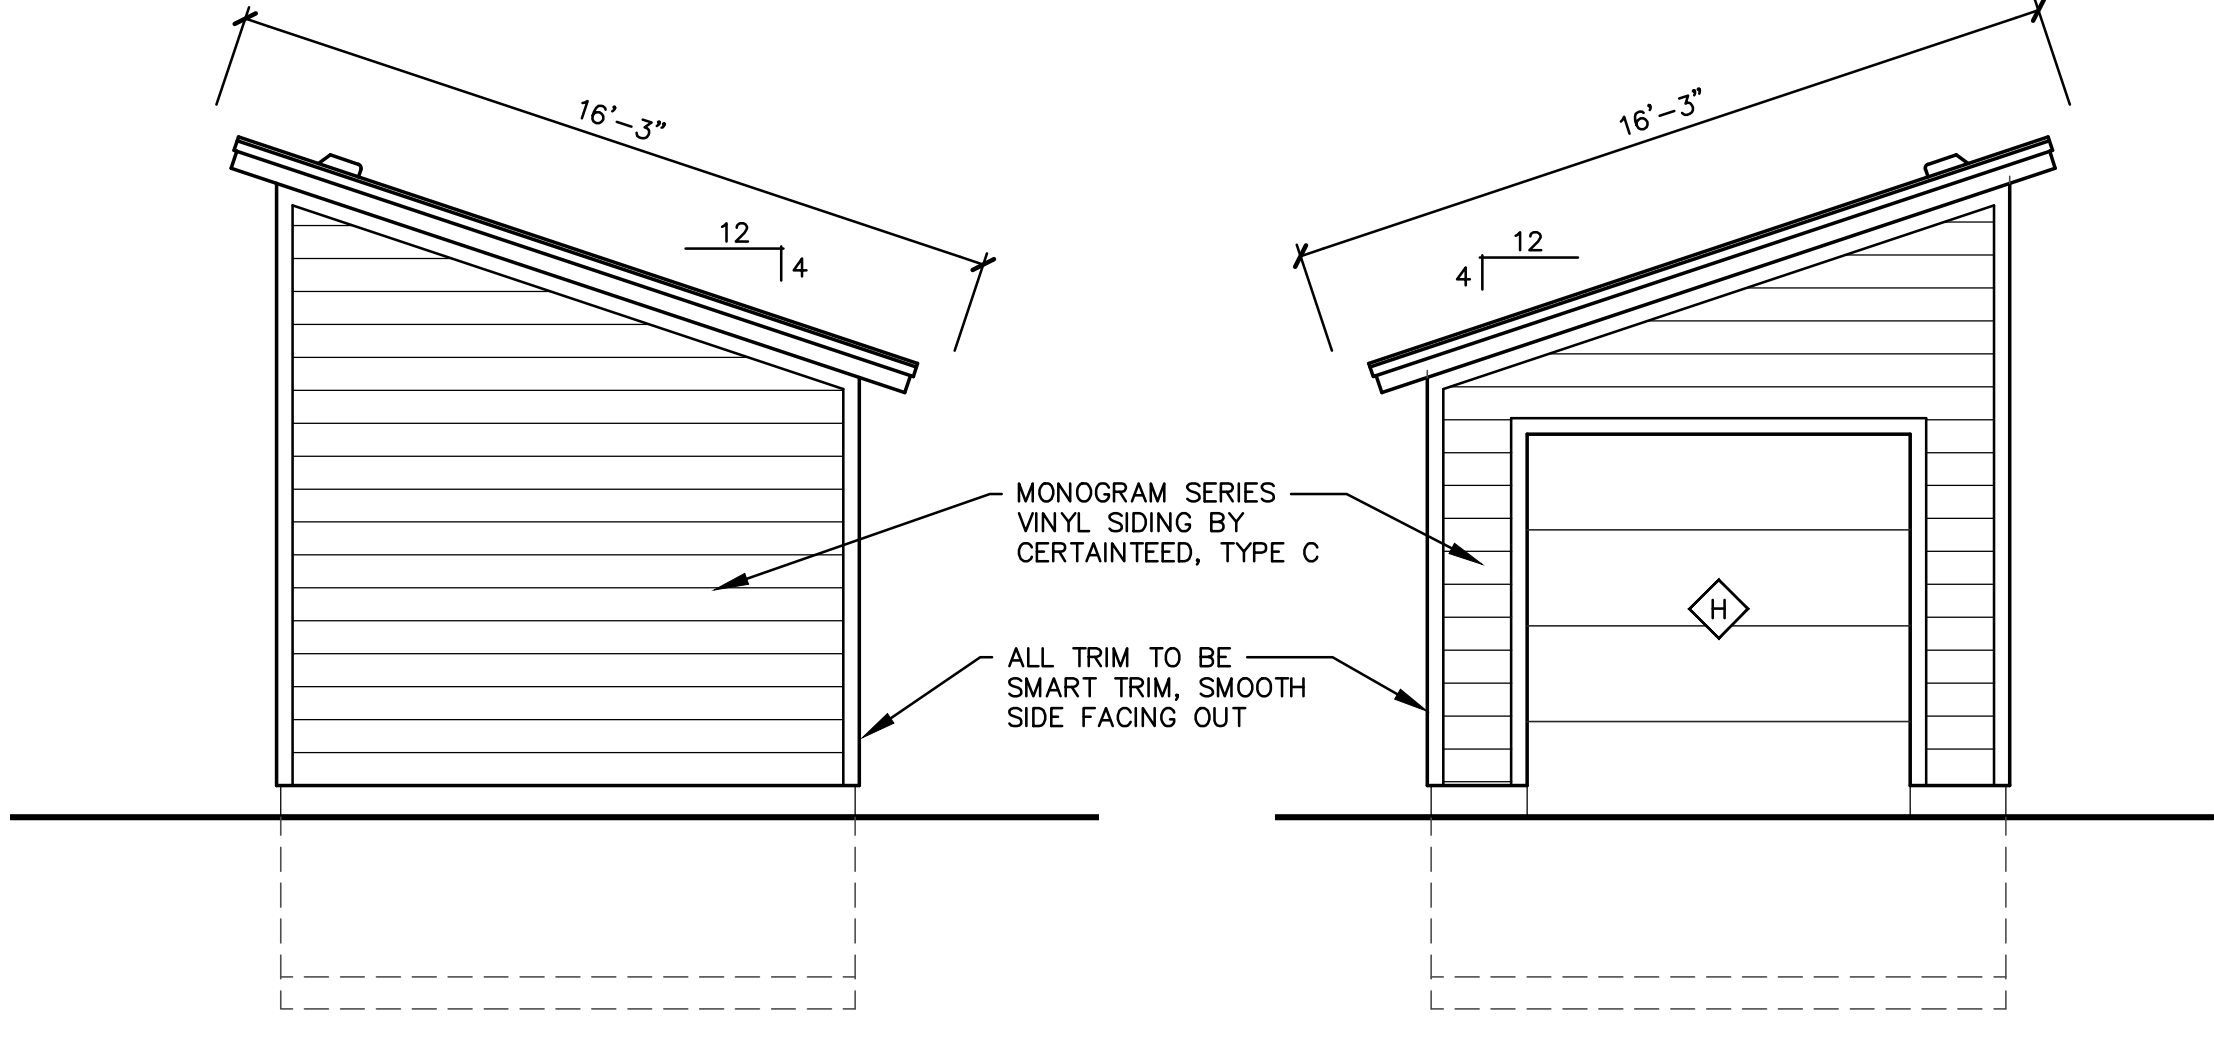 16'-3"
16'-3"
12
4
12
4
MONOGRAM SERIES
VINYL SIDING BY
CERTAINTEED, TYPE C
H
ALL TRIM TO BE
SMART TRIM, SMOOTH
SIDE FACING OUT